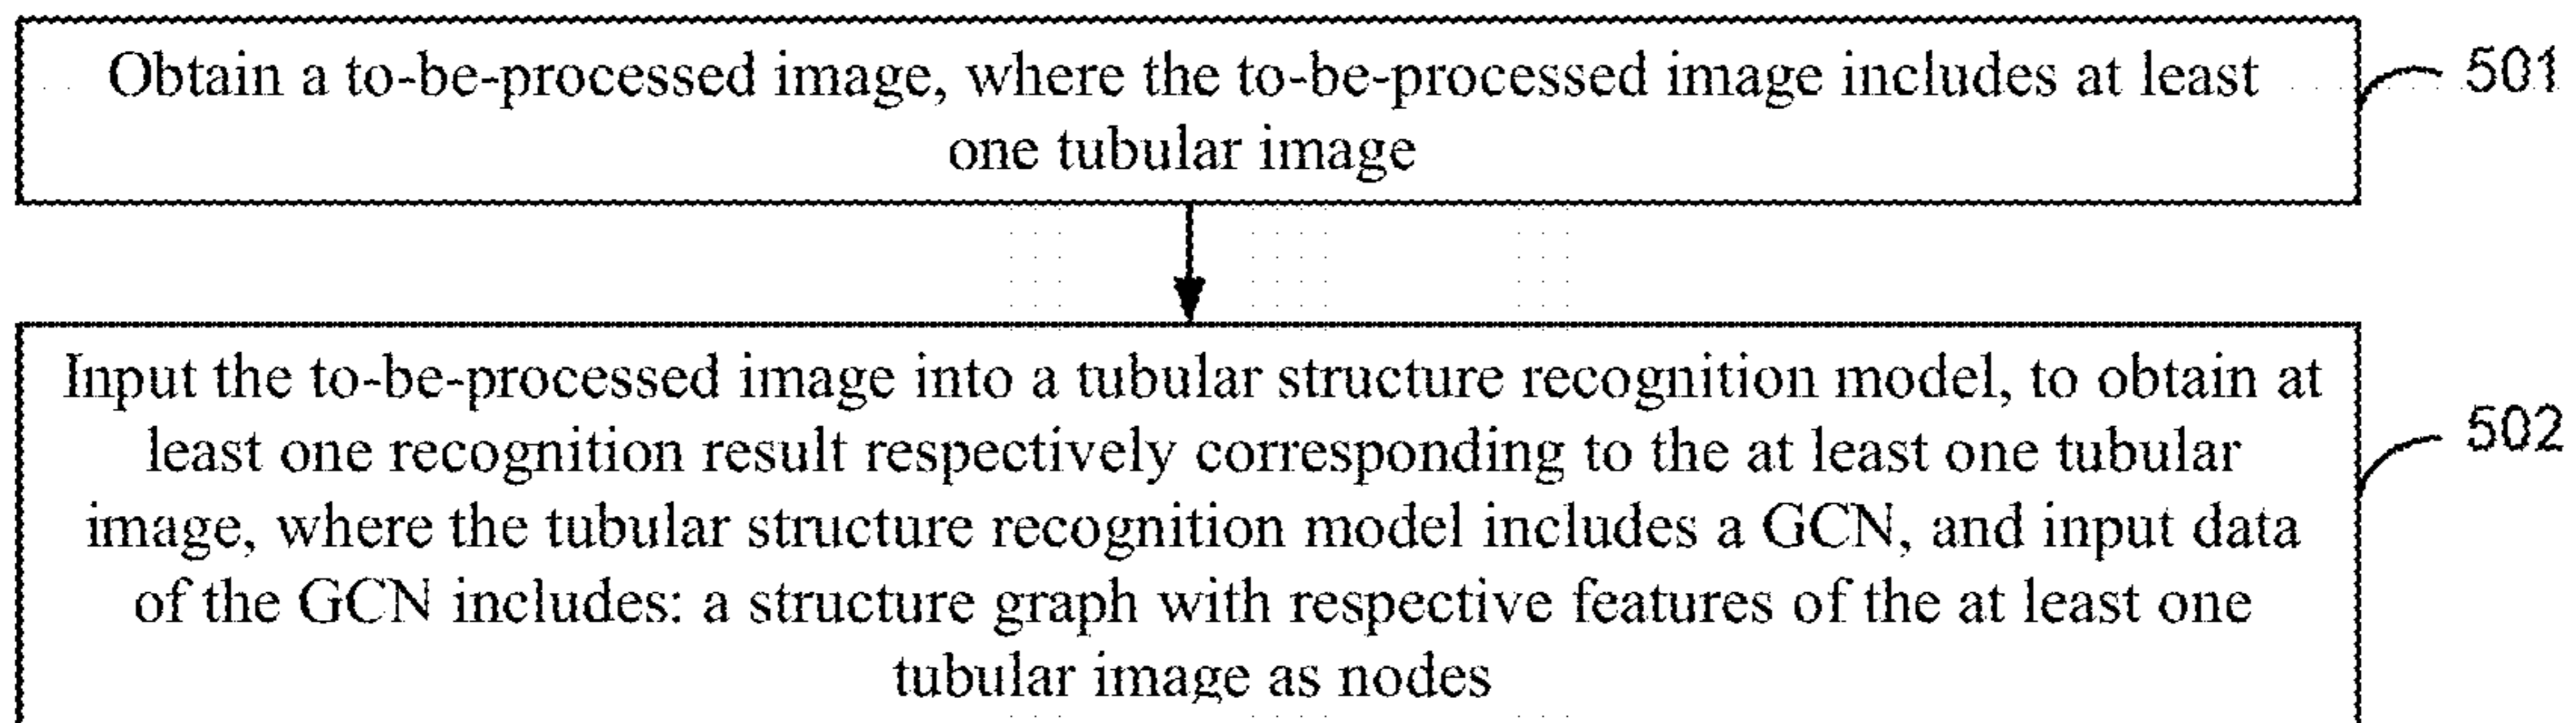 Obtain a to-be-processed image, where the to-be-processed image includes at least
one tubular image
501
Input the to-be-processed image into a tubular structure recognition model, to obtain at
least one recognition result respectively corresponding to the at least one tubular
image, where the tubular structure recognition model includes a GCN, and input data
of the GCN includes: a structure graph with respective features of the at least one
tubular image as nodes
502